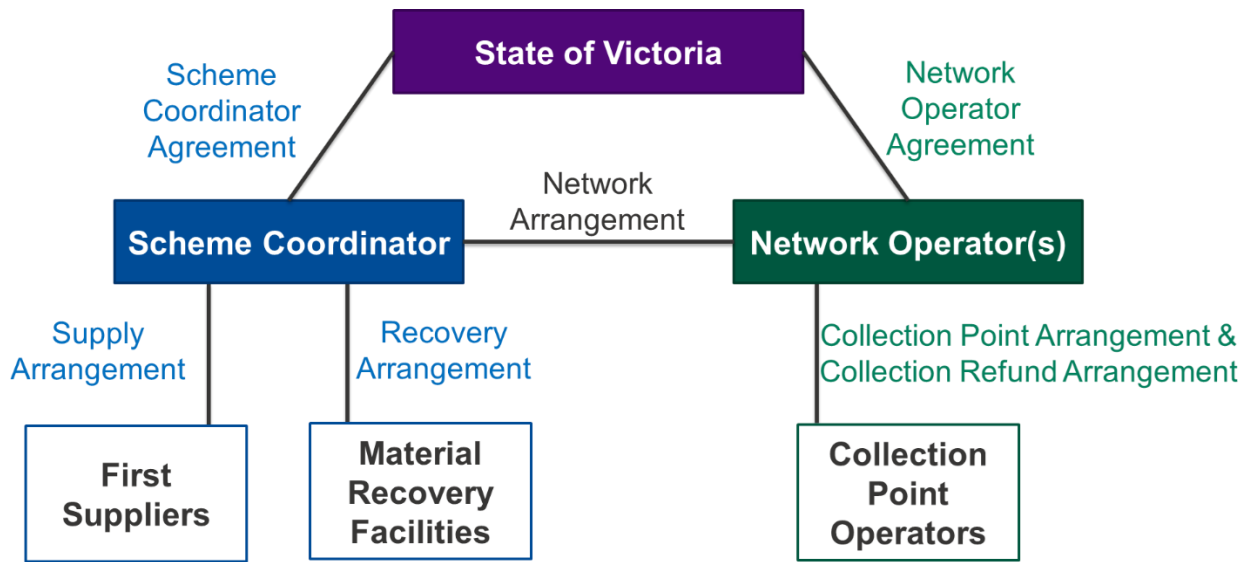 State of Victoria
Scheme
Coordinator
Agreement
Network
Operator
Agreement
Network
Arrangement
Scheme Coordinator
Network Operator(s)
Supply
Arrangement
Recovery
Arrangement
Collection Point Arrangement &
Collection Refund Arrangement
First
Suppliers
Material
Recovery
Facilities
Collection
Point
Operators